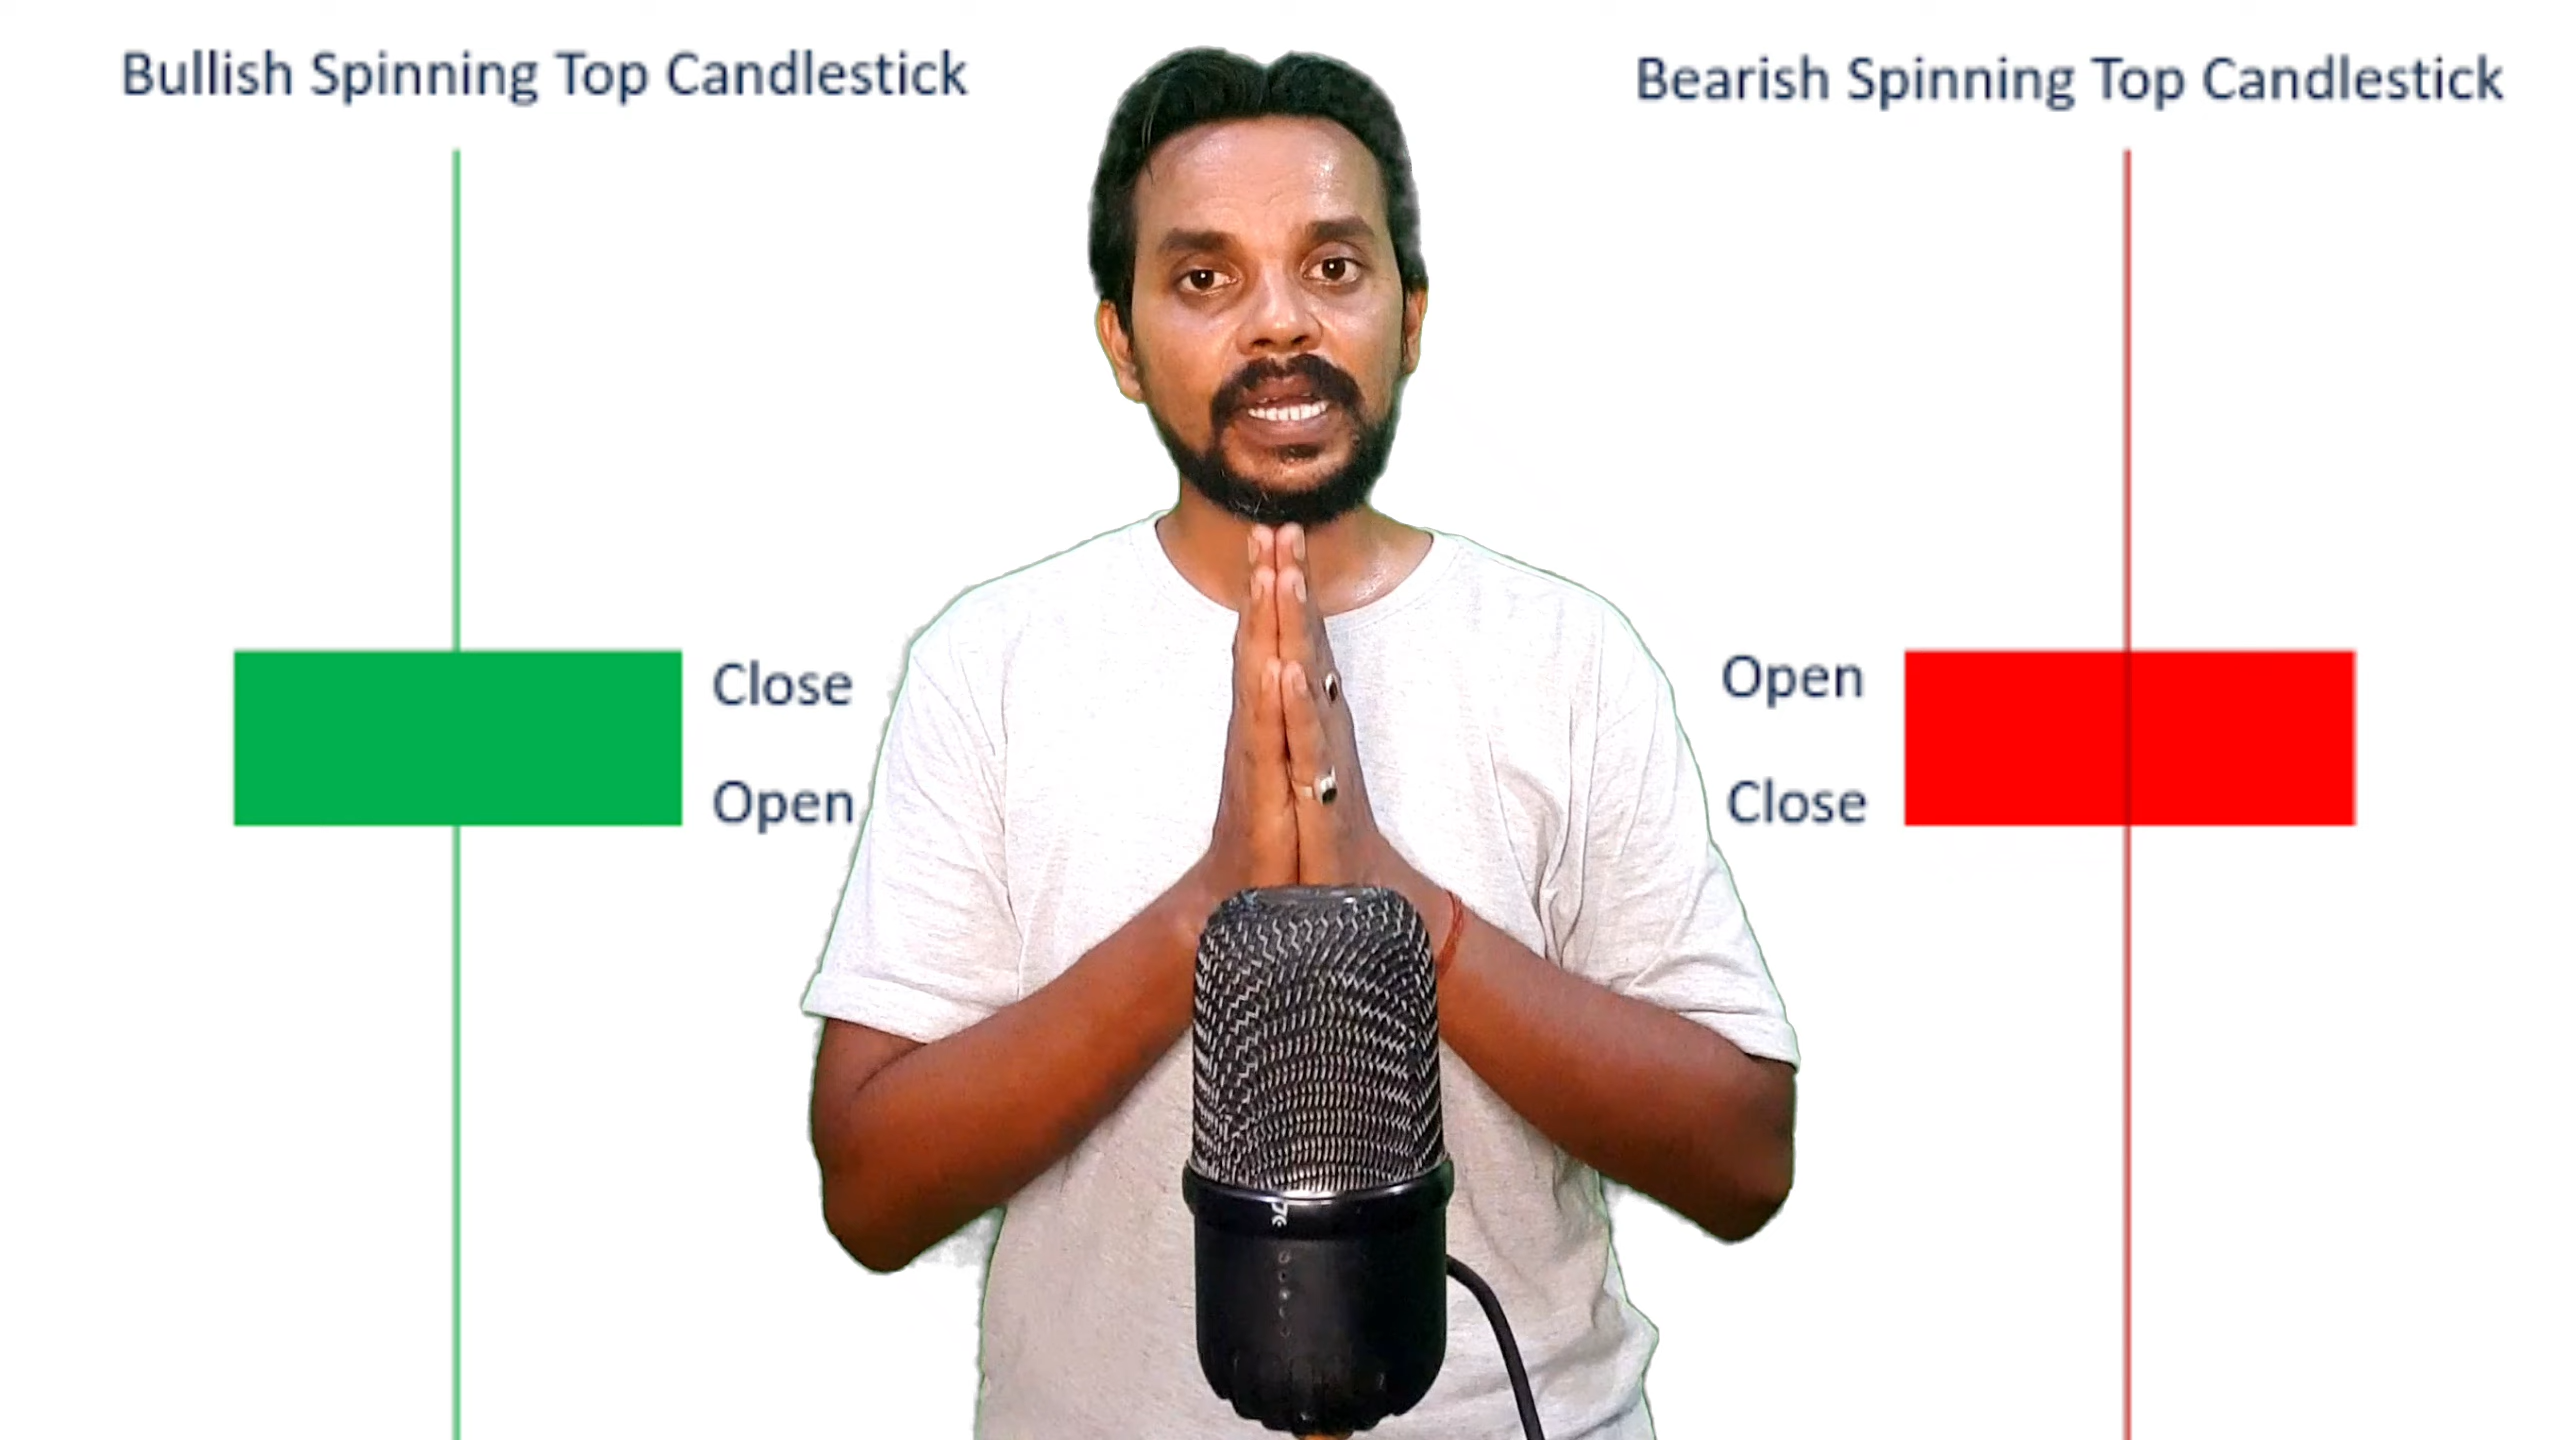 Bullish Spinning Top Candlestick
Bearish Spinning Top Candlestick
Close
Open
Open
Close